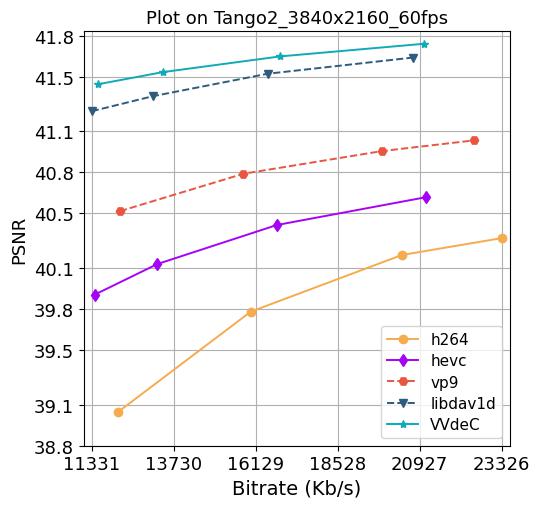 Plot on Tango2_3840x2160_60fps
PSNR
41.8
41.5
41.1
40.8
40.5
40.1
39.8
39.5
39.1
38.8
h264
hevc
vp9
libdav1d
VVdeC
11331 13730 16129 18528 20927 23326
Bitrate (Kb/s)